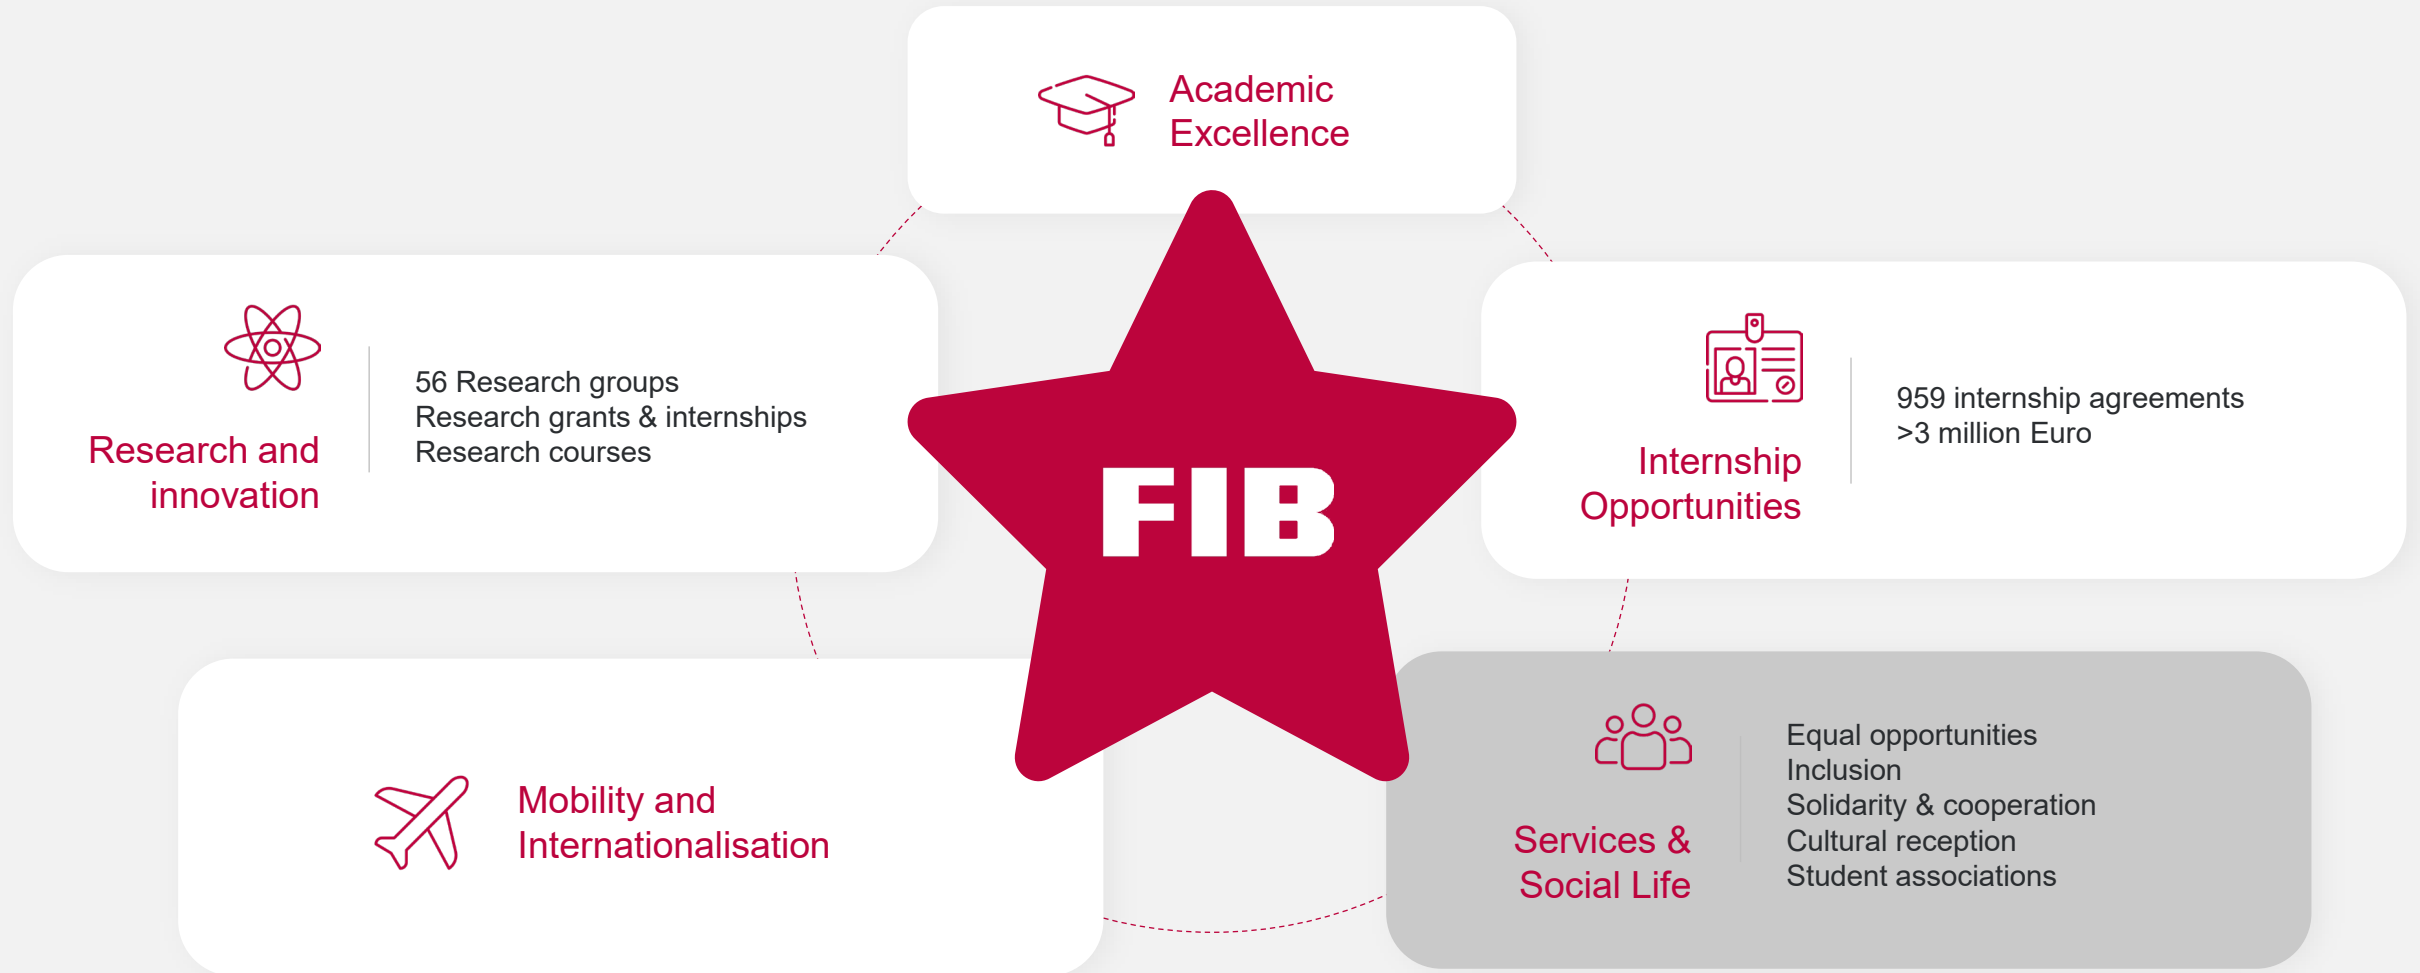 Academic
Excellence
Research and
innovation
56 Research groups
Research grants & internships
Research courses
FIB
Internship
Opportunities
959 internship agreements
>3 million Euro
Mobility and
Internationalisation
Services &
Social Life
Equal opportunities
Inclusion
Solidarity & cooperation
Cultural reception
Student associations